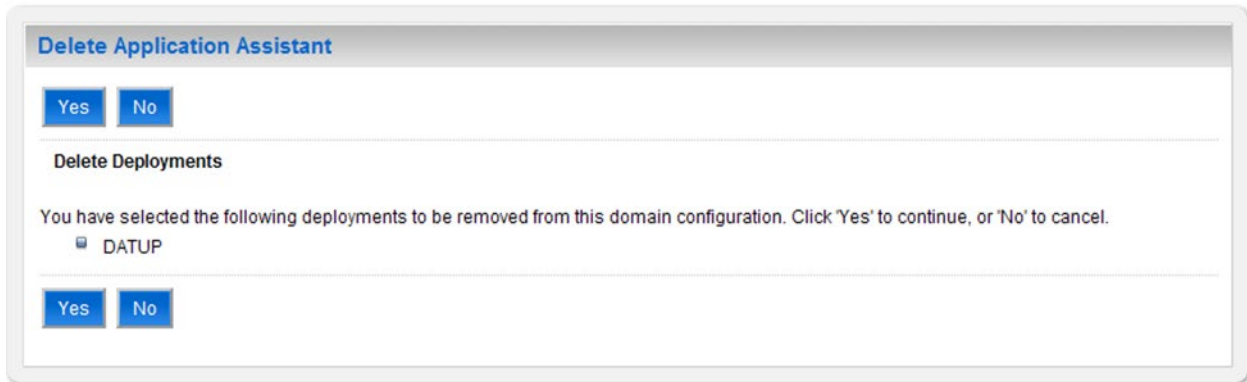 Delete Application Assistant
Yes No
Delete Deployments
You have selected the following deployments to be removed from this domain configuration. Click 'Yes' to continue, or 'No' to cancel.
DATUP
Yes No